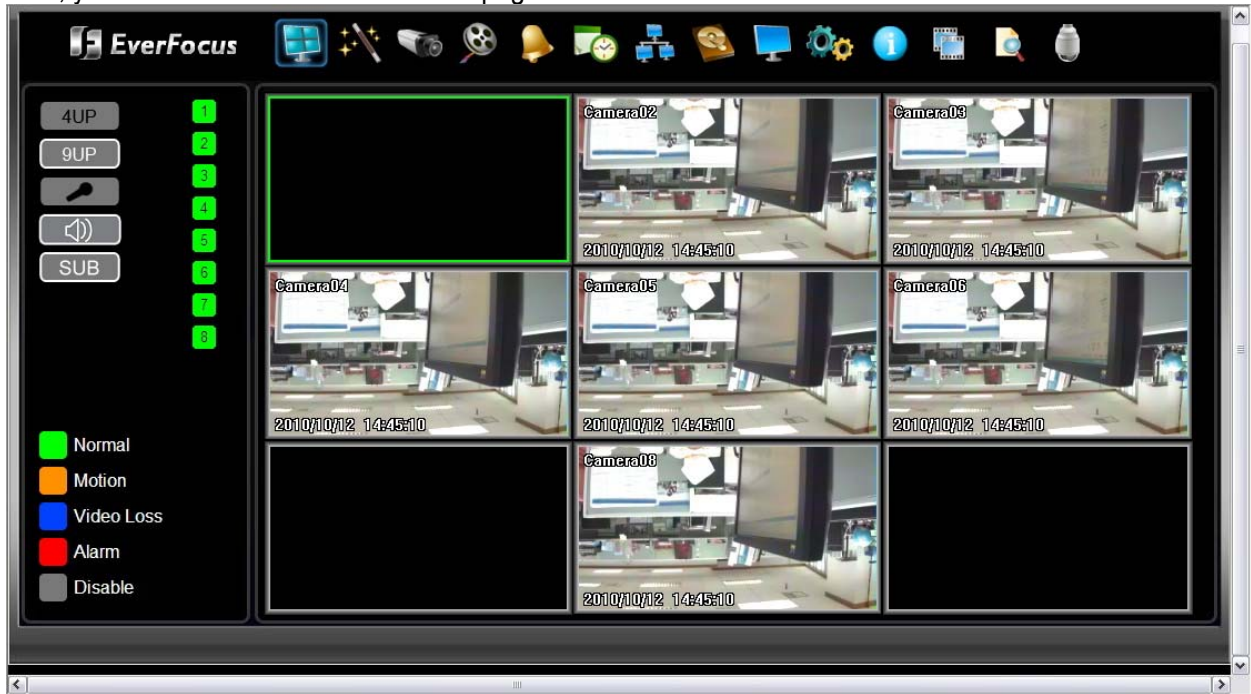 EverFocus
4UP
9UP
SUB
1
2
3
4
5
6
7
8
Normal
Motion
Video Loss
Alarm
Disable
Camera02
2010/10/12 14:45:10
Camera03
2010/10/12 14:45:10
Camera04
2010/10/12 14:45:10
Camera05
2010/10/12 14:45:10
Camera06
2010/10/12 14:45:10
Camera08
2010/10/12 14:45:10